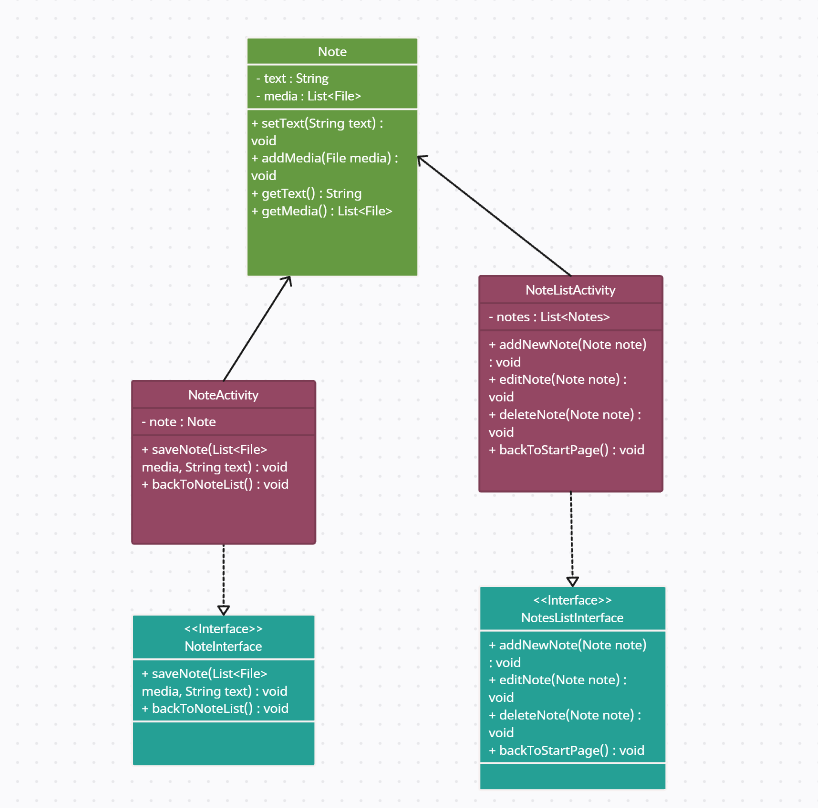 Note
- text : String
- media : List<File>
+ setText(String text) :
void
+ addMedia(File media) :
void
+ getText() : String
+ getMedia() : List<File>
NoteListActivity
- notes : List<Notes>
+ addNewNote(Note note)
: void
+ editNote(Note note) :
void
+ deleteNote(Note note) :
void
+ backToStartPage() : void
NoteActivity
- note : Note
+ saveNote(List<File>
media, String text) : void
+ backToNoteList() : void
<<Interface>>
NoteInterface
+ saveNote(List<File>
media, String text) : void
+ backToNoteList() : void
<<Interface>>
NotesListInterface
+ addNewNote(Note note)
: void
+ editNote(Note note) :
void
+ deleteNote(Note note) :
void
+ backToStartPage() : void